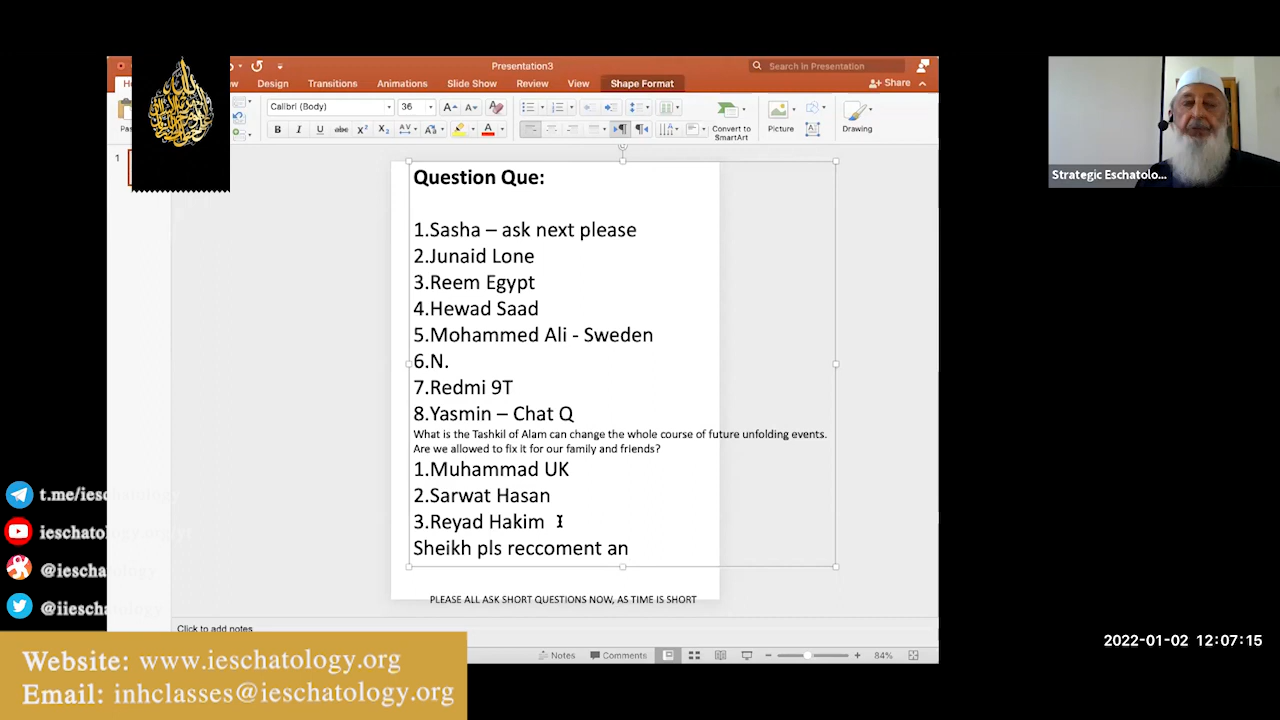 Presentation3
Search in Presentation
Design Transitions Animations Slide Show Review View Shape Format
Share
Calibri (Body) 36
Convert to SmartArt
Picture
Drawing
1
Question Que:
1.Sasha – ask next please
2.Junaid Lone
3.Reem Egypt
4.Hewad Saad
5.Mohammed Ali - Sweden
6.N.
7.Redmi 9T
8.Yasmin – Chat Q
What is the Tashkil of Alam can change the whole course of future unfolding events.
Are we allowed to fix it for our family and friends?
1.Muhammad UK
2.Sarwat Hasan
3.Reyad Hakim
Sheikh pls reccoment an
PLEASE ALL ASK SHORT QUESTIONS NOW, AS TIME IS SHORT
Click to add notes
Notes Comments 84%
Strategic Eschatolo...
t.me/ieschatology
ieschatology
@ieschatology
@iieschatology
2022-01-02 12:07:15
Website: www.ieschatology.org
Email: inhclasses@ieschatology.org